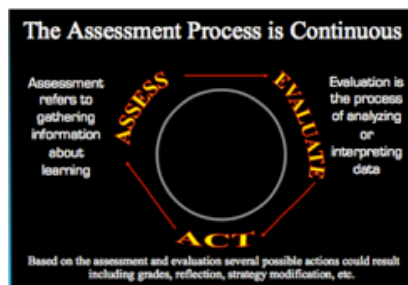 The Assessment Process is Continuous
Assessment
refers to
gathering
information
about
learning
ASSESS
EVALUATE
Evaluation is
the process
of analyzing
or
interpreting
data
ACT
Based on the assessment and evaluation several possible actions could result
including grades, reflection, strategy modification, etc.